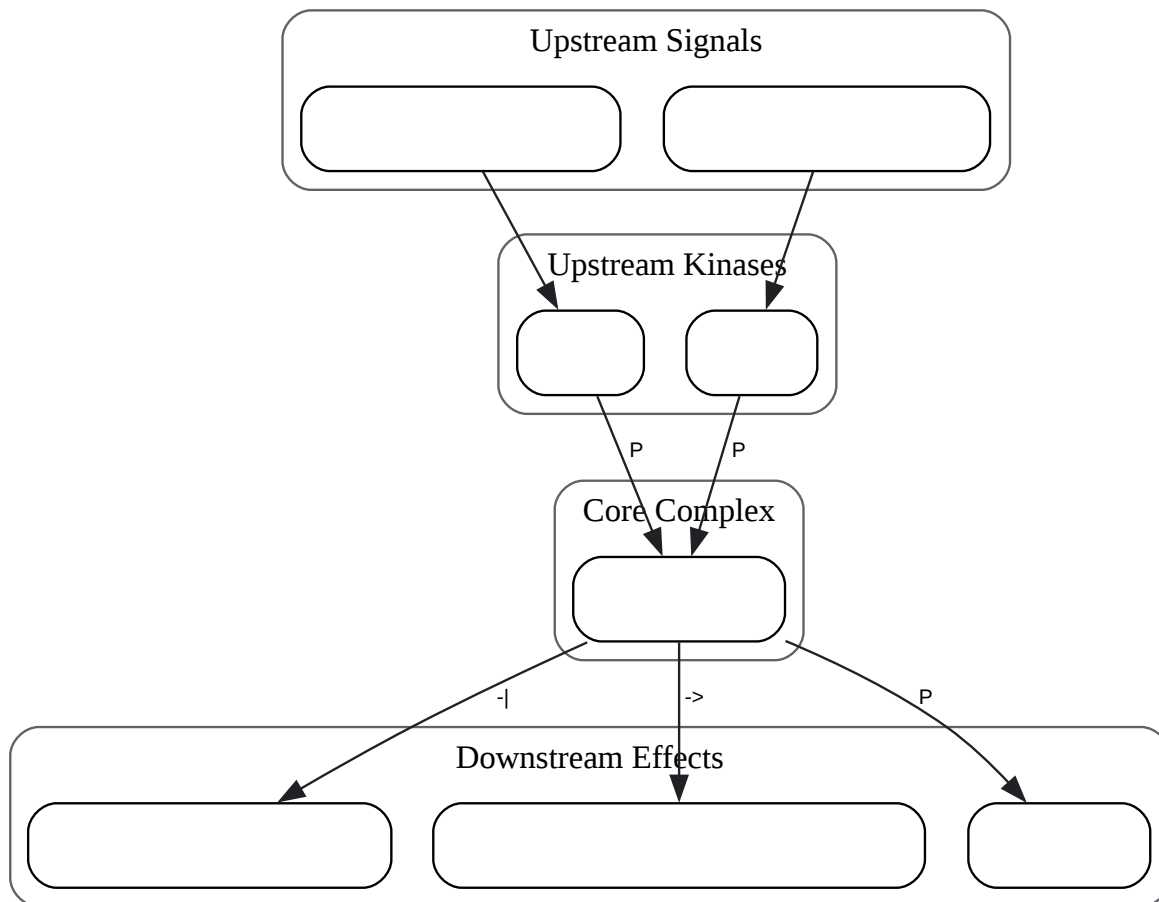 Upstream Signals
Upstream Kinases
P
P
Core Complex
-|
->
P
Downstream Effects